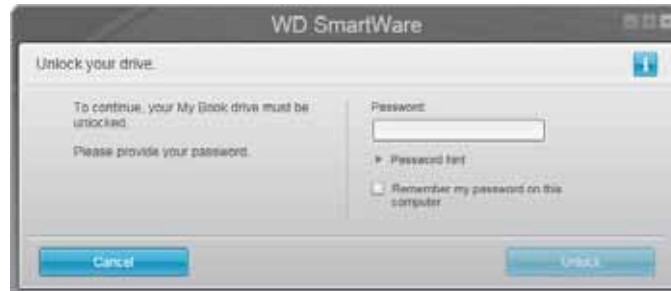 WD SmartWare
Unlock your drive.
To continue, your My Book drive must be
unlocked.
Please provide your password.
Password:
Password hint
Remember my password on this
computer
Cancel
Unlock